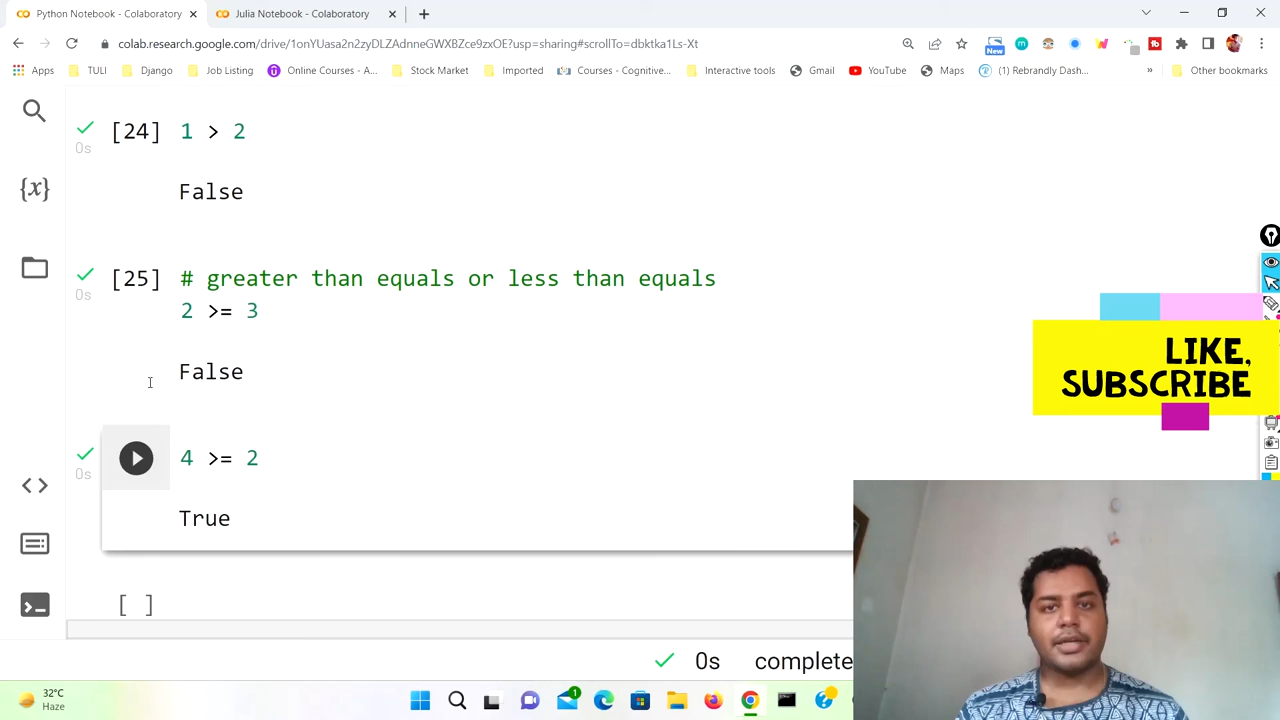 Python Notebook - Colaboratory
Julia Notebook - Colaboratory
colab.research.google.com/drive/
?usp=sharing#scrollTo=dbktka1Ls-Xt
New
Apps
TULI
Django
Job Listing
Online Courses - A...
Stock Market
Imported
Courses - Cognitive...
Interactive tools
Gmail
YouTube
Maps
(1) Rebrandly Dash...
»
Other bookmarks
[24] 1 > 2
0s
False
{x}
[25] # greater than equals or less than equals
0s
2 >= 3
False
LIKE,
SUBSCRIBE
4 >= 2
0s
True
[ ]
0s complete
32°C
Haze
1